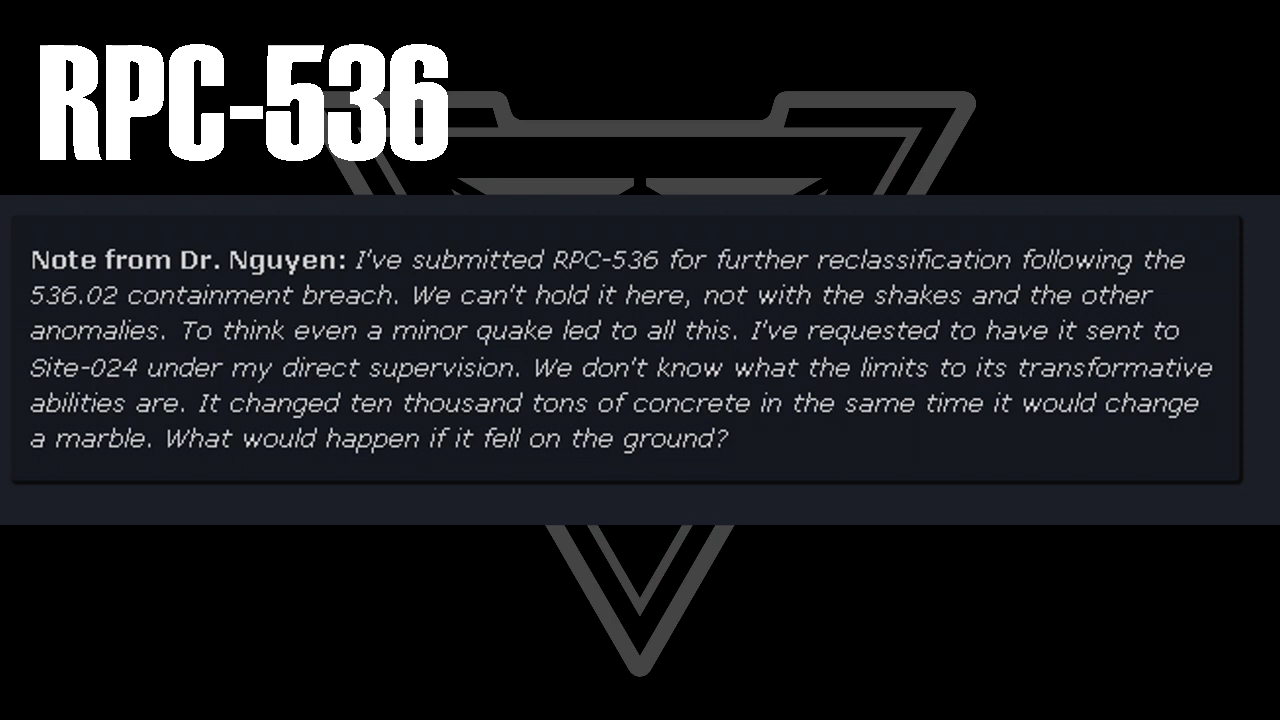 RPC-536
Note from Dr. Nguyen: I've submitted RPC-536 for further reclassification following the
536.02 containment breach. We can't hold it here, not with the shakes and the other
anomalies. To think even a minor quake led to all this. I've requested to have it sent to
Site-024 under my direct supervision. We don't know what the limits to its transformative
abilities are. It changed ten thousand tons of concrete in the same time it would change
a marble. What would happen if it fell on the ground?